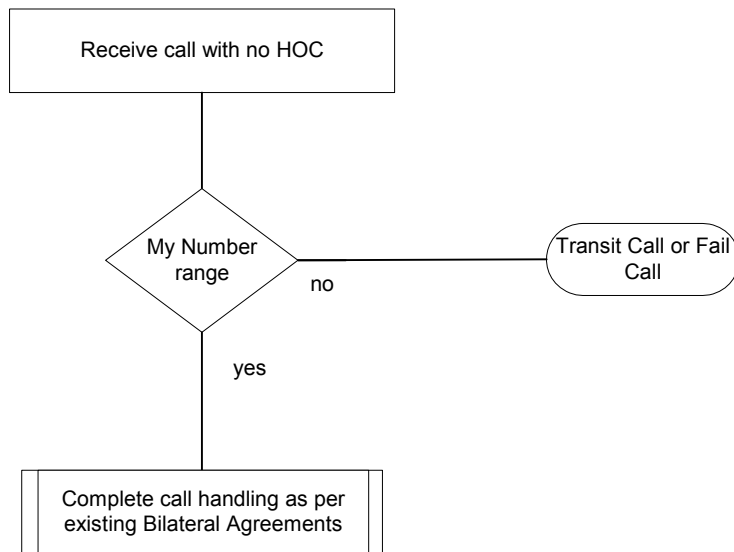 Receive call with no HOC
My Number
range
Transit Call or Fail
Call
no
yes
Complete call handling as per
existing Bilateral Agreements